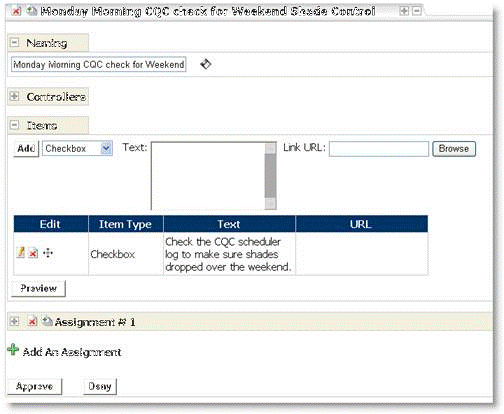 Monday Morning CQC check for Weekend Shade Control
Naming
Monday Morning CQC check for Weekend
Controllers
Items
Add Checkbox Text: Link URL: Browse
Edit Item Type Text URL
Checkbox
Check the CQC scheduler
log to make sure shades
dropped over the weekend.
Preview
Assignment # 1
Add An Assignment
Approve Deny